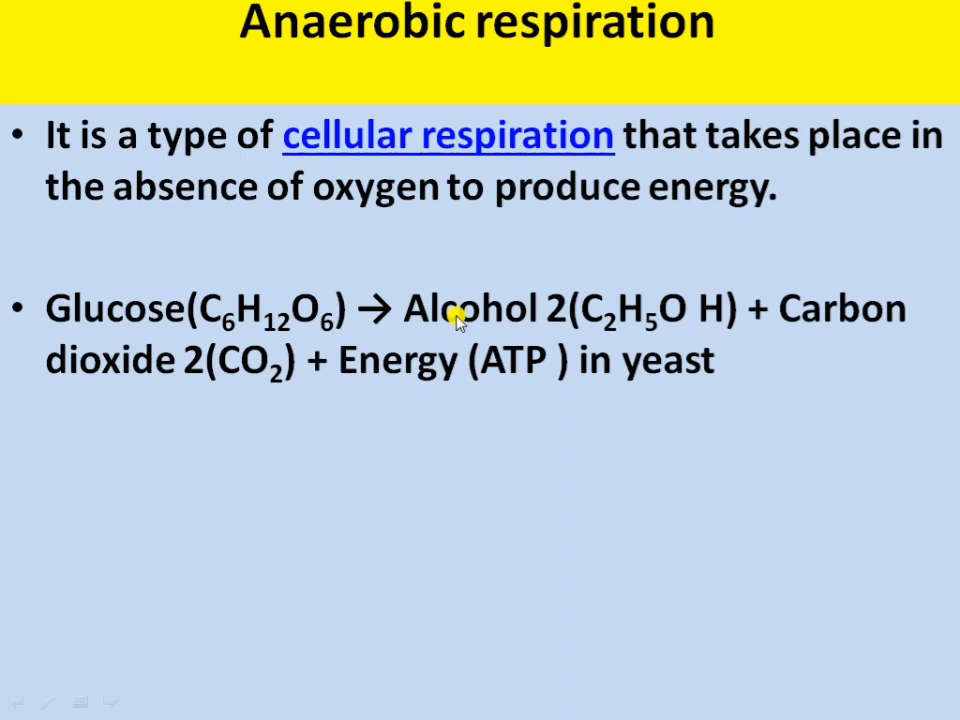 Anaerobic respiration
• It is a type of cellular respiration that takes place in
the absence of oxygen to produce energy.
• Glucose(C₆H₁₂O₆) → Alcohol 2(C₂H₅O H) + Carbon
dioxide 2(CO₂) + Energy (ATP ) in yeast